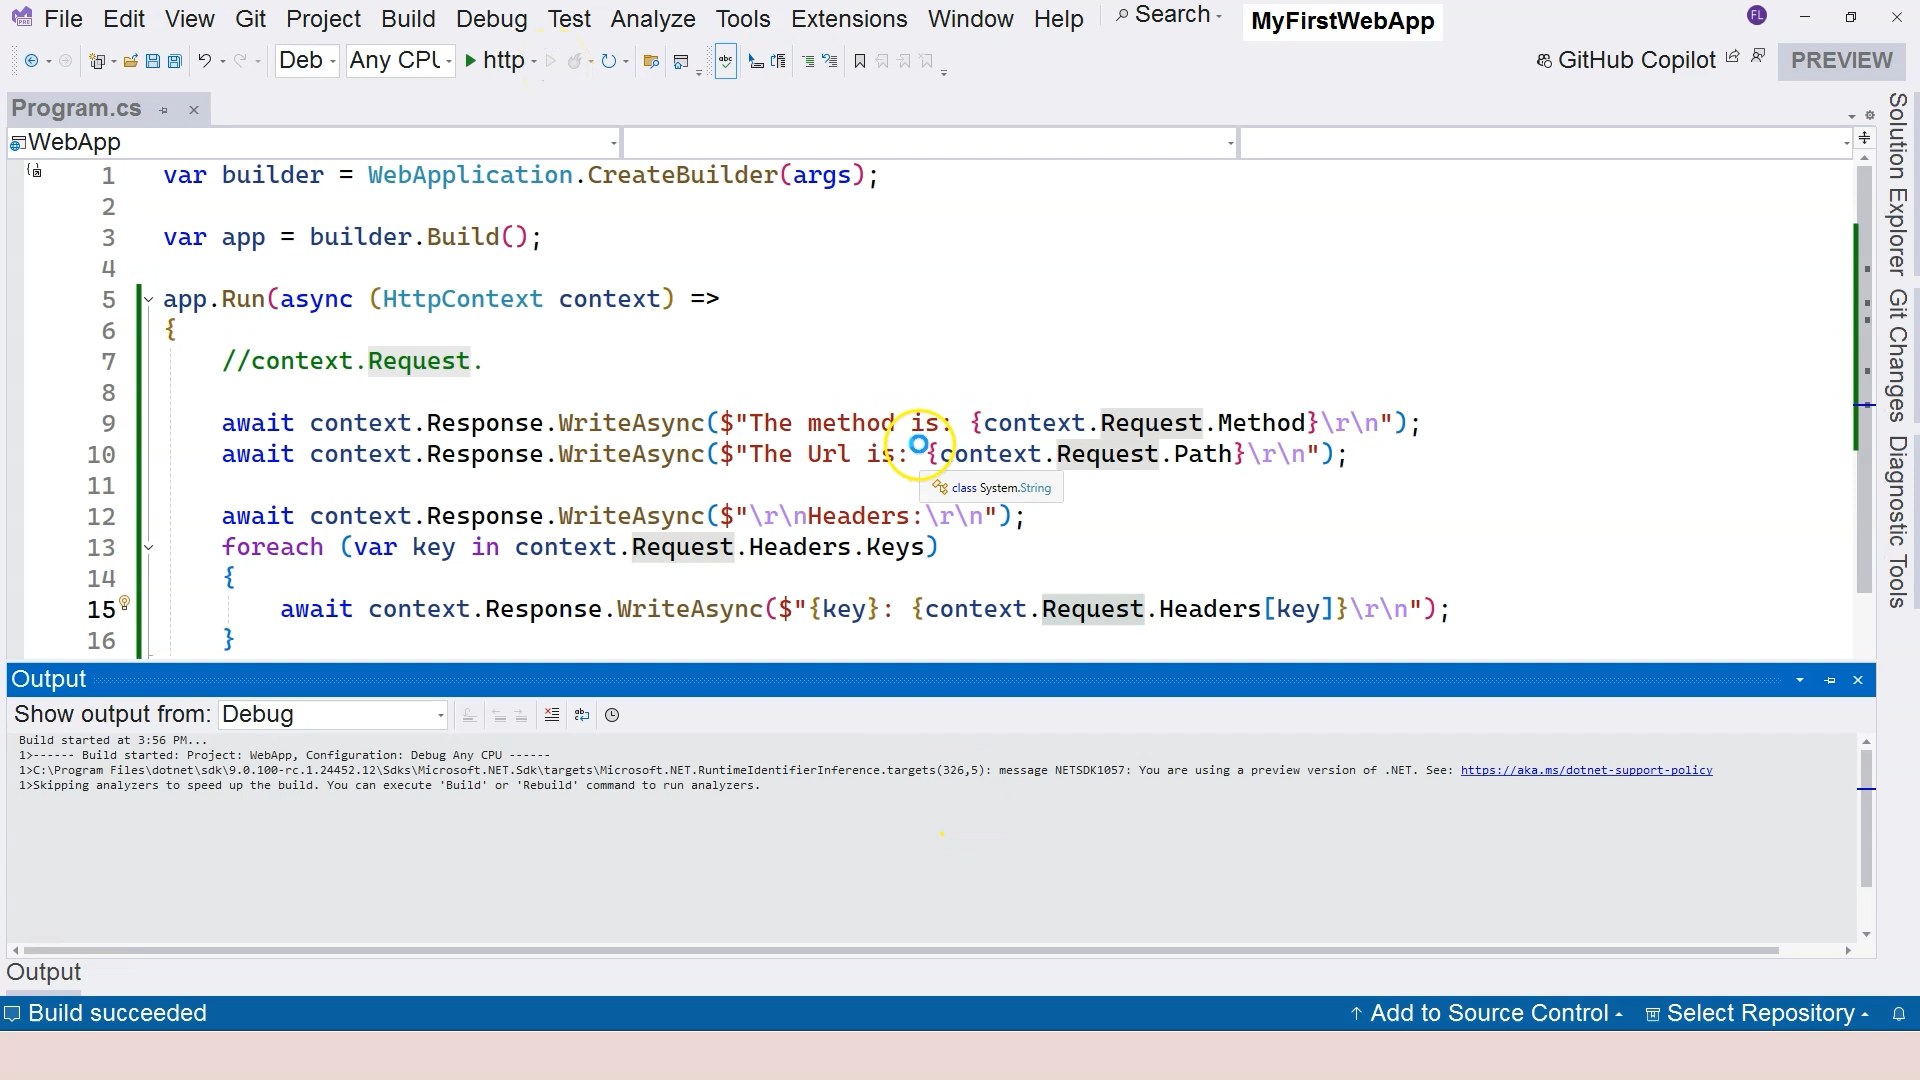 File Edit View Git Project Build Debug Test Analyze Tools Extensions Window Help Search MyFirstWebApp FL
Deb Any CPU http GitHub Copilot PREVIEW
Program.cs
WebApp
1 var builder = WebApplication.CreateBuilder(args);
2
3 var app = builder.Build();
4
5 app.Run(async (HttpContext context) =>
6 {
7 //context.Request.
8
9 await context.Response.WriteAsync($"The method is: {context.Request.Method}\r\n");
10 await context.Response.WriteAsync($"The Url is: {context.Request.Path}\r\n");
11
class System.String
12 await context.Response.WriteAsync($"\r\nHeaders:\r\n");
13 foreach (var key in context.Request.Headers.Keys)
14 {
15 await context.Response.WriteAsync($"{key}: {context.Request.Headers[key]}\r\n");
16 }
Solution Explorer
Git Changes
Diagnostic Tools
Output
Show output from: Debug
Build started at 3:56 PM...
1>------ Build started: Project: WebApp, Configuration: Debug Any CPU ------
1>C:\Program Files\dotnet\sdk\9.0.100-rc.1.24452.12\Sdks\Microsoft.NET.Sdk\targets\Microsoft.NET.RuntimeIdentifierInference.targets(326,5): message NETSDK1057: You are using a preview version of .NET. See: https://aka.ms/dotnet-support-policy
1>Skipping analyzers to speed up the build. You can execute 'Build' or 'Rebuild' command to run analyzers.
Output
Build succeeded Add to Source Control Select Repository